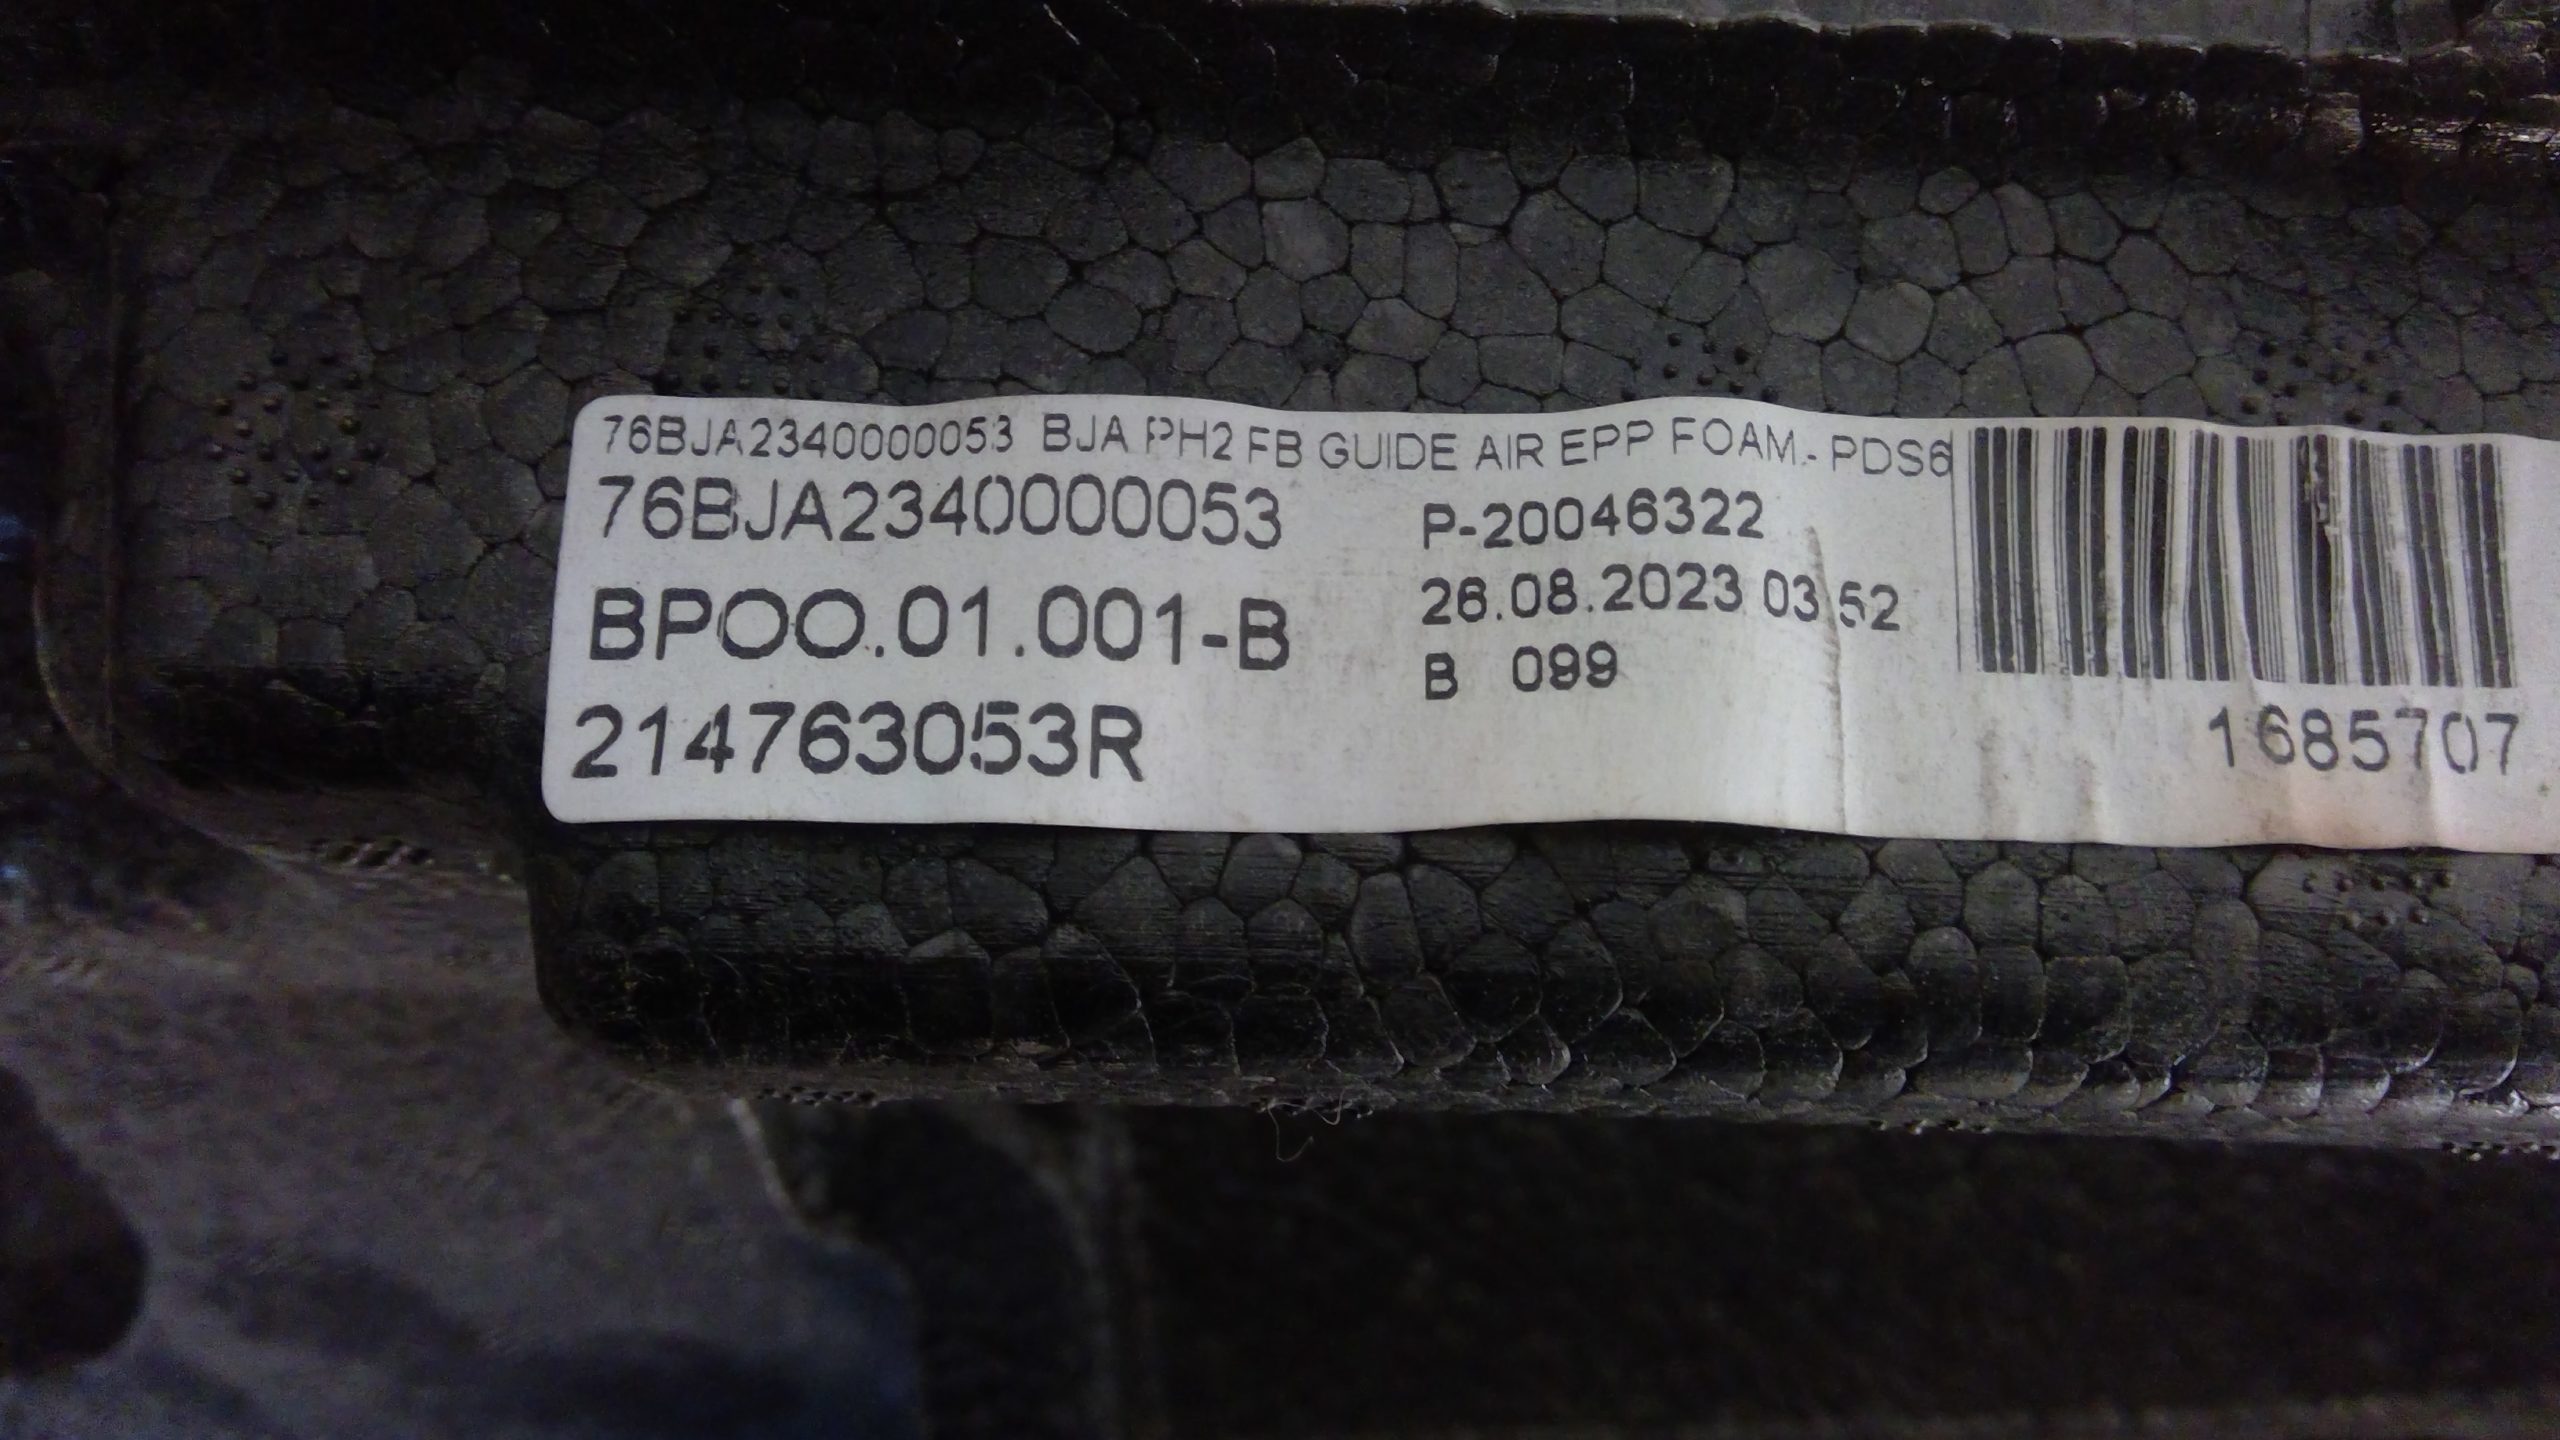 76BJA2340000053 BJA PH2 FB GUIDE AIR EPP FOAM.- PDS6
76BJA2340000053
P-20046322
BPOO.01.001-B
26.08.2023 03:52
B 099
214763053R
1685707